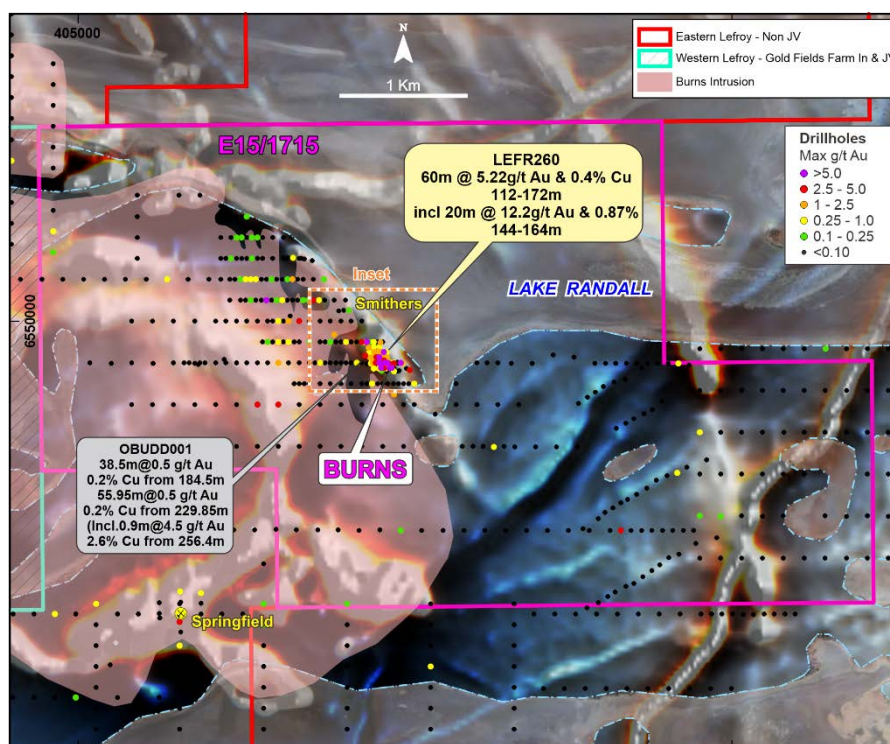 405000
N
1 Km
Eastern Lefroy - Non JV
Western Lefroy - Gold Fields Farm In & JV
Burns Intrusion
E15/1715
LEFR260
60m @ 5.22g/t Au & 0.4% Cu
112-172m
incl 20m @ 12.2g/t Au & 0.87%
144-164m
Drillholes
Max g/t Au
>5.0
2.5 - 5.0
1 - 2.5
0.25 - 1.0
0.1 - 0.25
<0.10
Inset
Smithers
LAKE RANDALL
6550000
OBUDD001
38.5m@0.5 g/t Au
0.2% Cu from 184.5m
55.95m@0.5 g/t Au
0.2% Cu from 229.85m
(Incl.0.9m@4.5 g/t Au
2.6% Cu from 256.4m
BURNS
Springfield